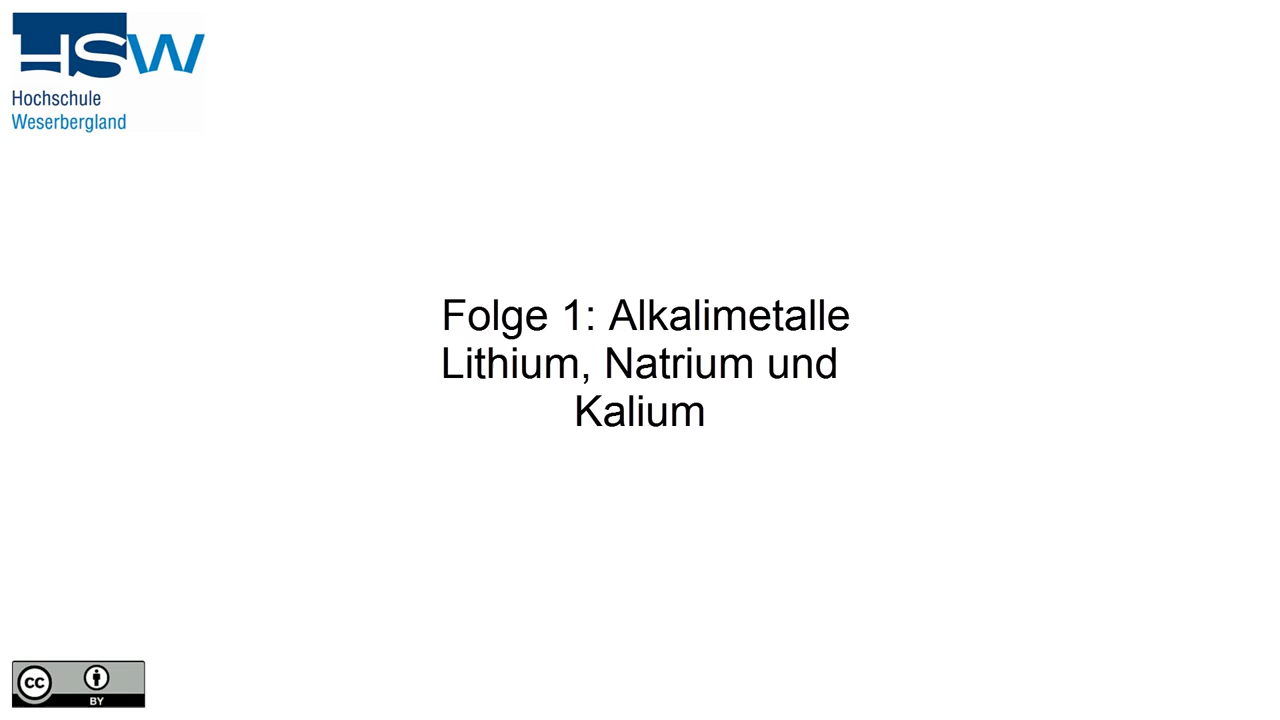 HSW
Hochschule
Weserbergland
Folge 1: Alkalimetalle
Lithium, Natrium und
Kalium
cc
BY